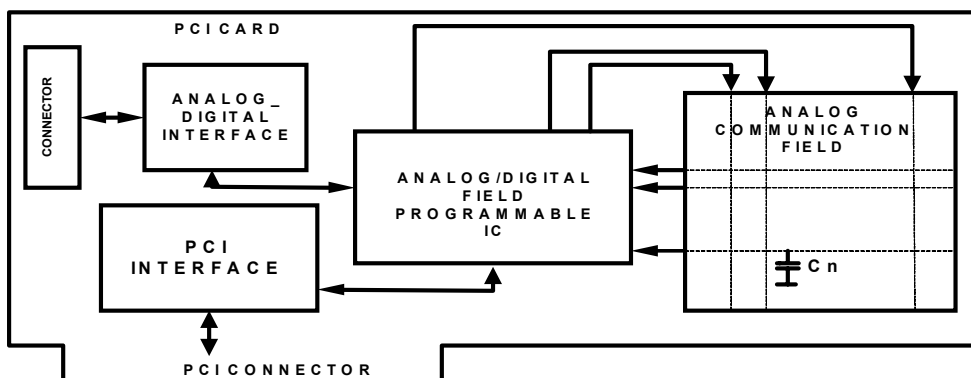 PCI CARD
CONNECTOR
ANALOG_
DIGITAL
INTERFACE
ANALOG/DIGITAL
FIELD
PROGRAMMABLE
IC
ANALOG
COMMUNICATION
FIELD
PCI
INTERFACE
Cn
PCI CONNECTOR